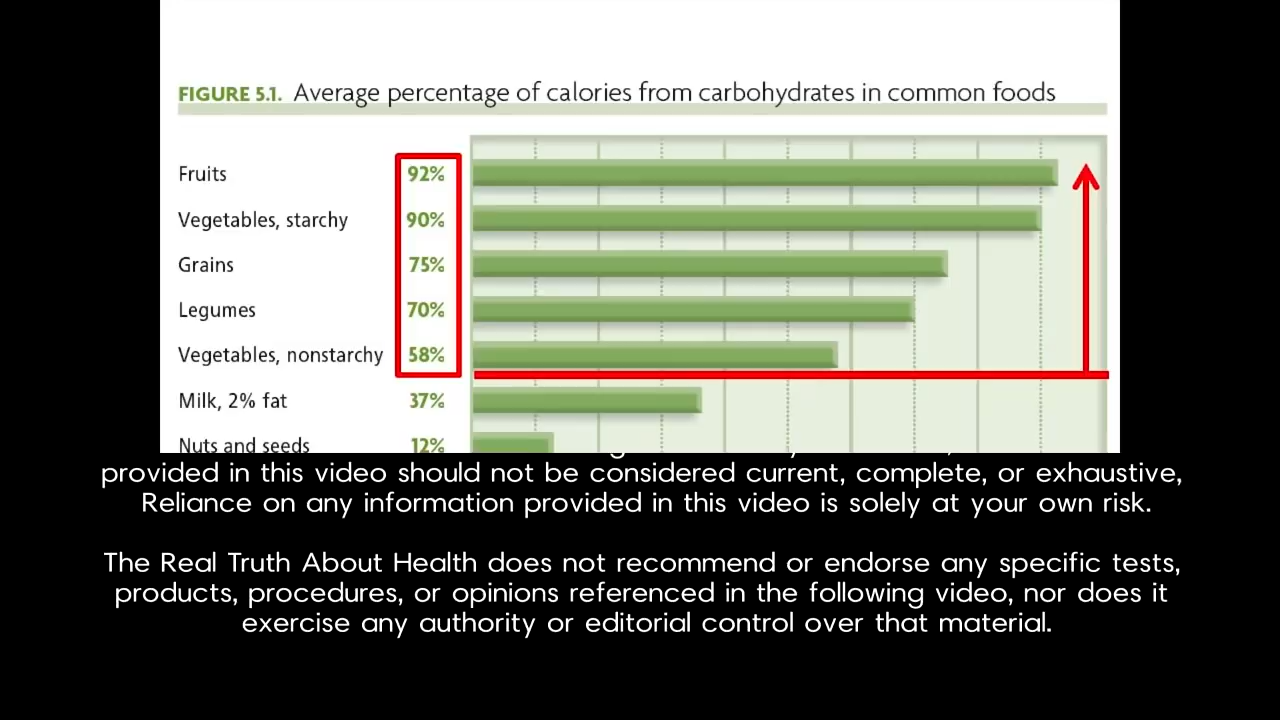 FIGURE 5.1. Average percentage of calories from carbohydrates in common foods
Fruits 92%
Vegetables, starchy 90%
Grains 75%
Legumes 70%
Vegetables, nonstarchy 58%
Milk, 2% fat 37%
Nuts and seeds 12%
provided in this video should not be considered current, complete, or exhaustive,
Reliance on any information provided in this video is solely at your own risk.
The Real Truth About Health does not recommend or endorse any specific tests,
products, procedures, or opinions referenced in the following video, nor does it
exercise any authority or editorial control over that material.